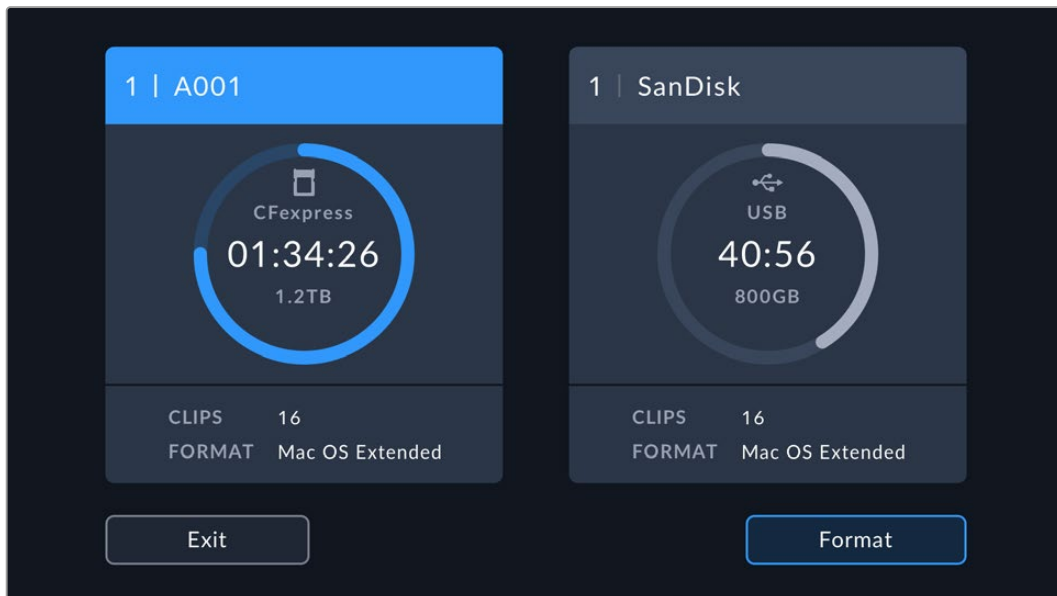 1 | A001
CFexpress
01:34:26
1.2TB
CLIPS 16
FORMAT Mac OS Extended
1 | SanDisk
USB
40:56
800GB
CLIPS 16
FORMAT Mac OS Extended
Exit
Format